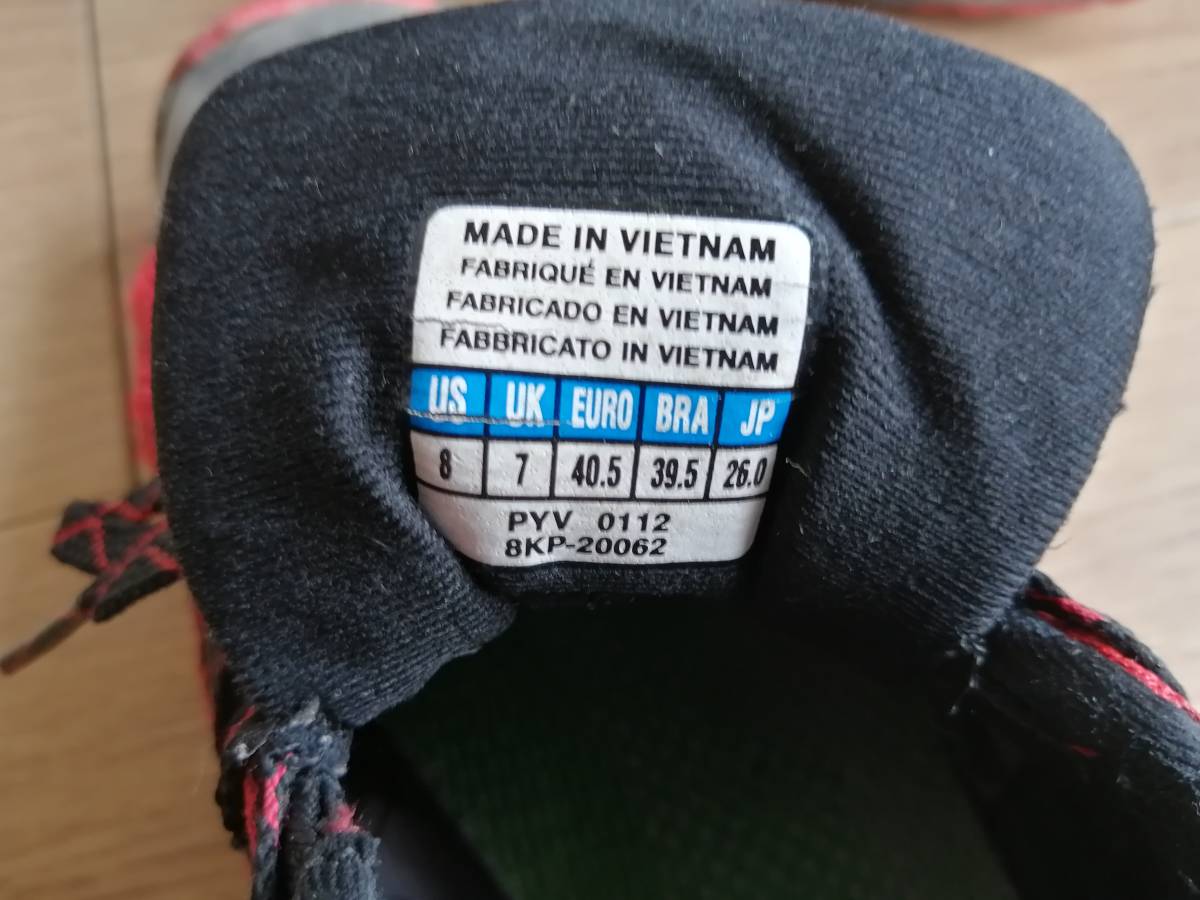 MADE IN VIETNAM
FABRIQUÉ EN VIETNAM
FABRICADO EN VIETNAM
FABBRICATO IN VIETNAM
US UK EURO BRA JP
8 7 40.5 39.5 26.0
PYV 0112
8KP-20062